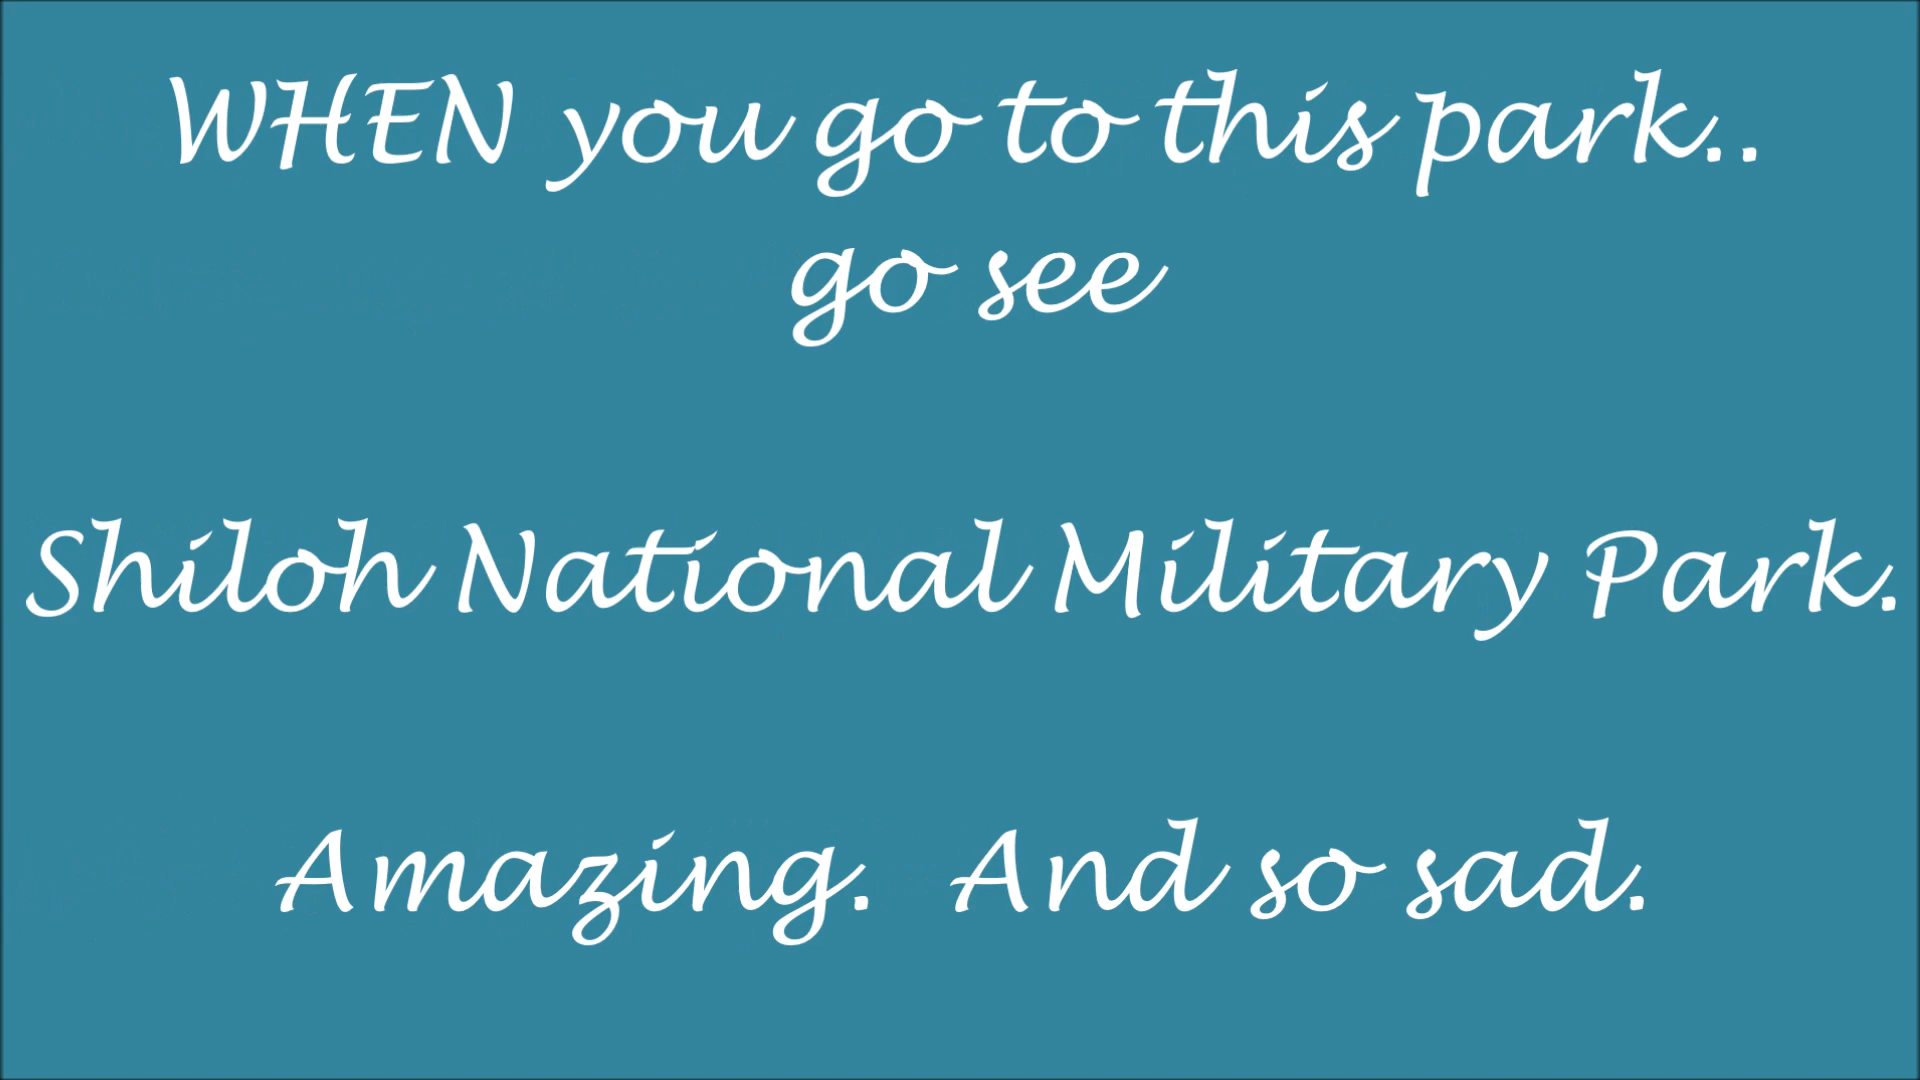 WHEN you go to this park..
go see
Shiloh National Military Park.
Amazing.  And so sad.